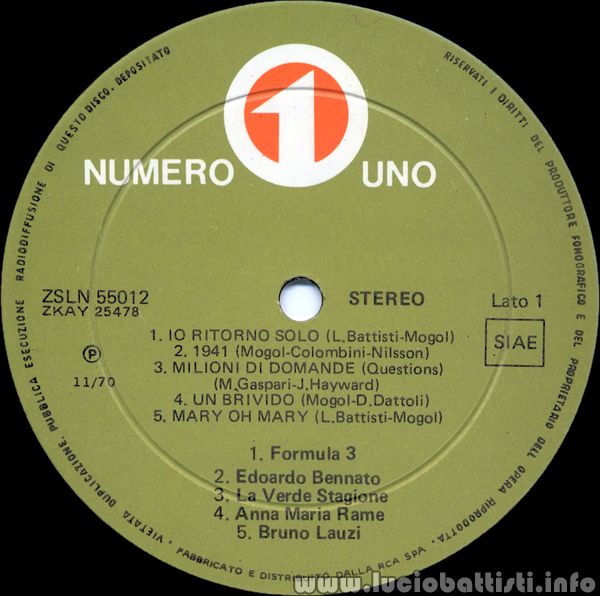 VIETATA DUPLICAZIONE, PUBBLICA ESECUZIONE RADIODIFFUSIONE DI QUESTO DISCO. DEPOSITATO
RISERVATI I DIRITTI DEL PRODUTTORE FONOGRAFICO E DEL PROPRIETARIO DELL OPERA RIPRODOTTA.
1
NUMERO UNO
ZSLN 55012
ZKAY 25478
STEREO
Lato 1
SIAE
P
11/70
1. IO RITORNO SOLO (L.Battisti-Mogol)
2. 1941 (Mogol-Colombini-Nilsson)
3. MILIONI DI DOMANDE (Questions)
(M.Gaspari-J.Hayward)
4. UN BRIVIDO (Mogol-D.Dattoli)
5. MARY OH MARY (L.Battisti-Mogol)
1. Formula 3
2. Edoardo Bennato
3. La Verde Stagione
4. Anna Maria Rame
5. Bruno Lauzi
FABBRICATO E DISTRIBUITO DALLA RCA SPA
www.luciobattisti.info